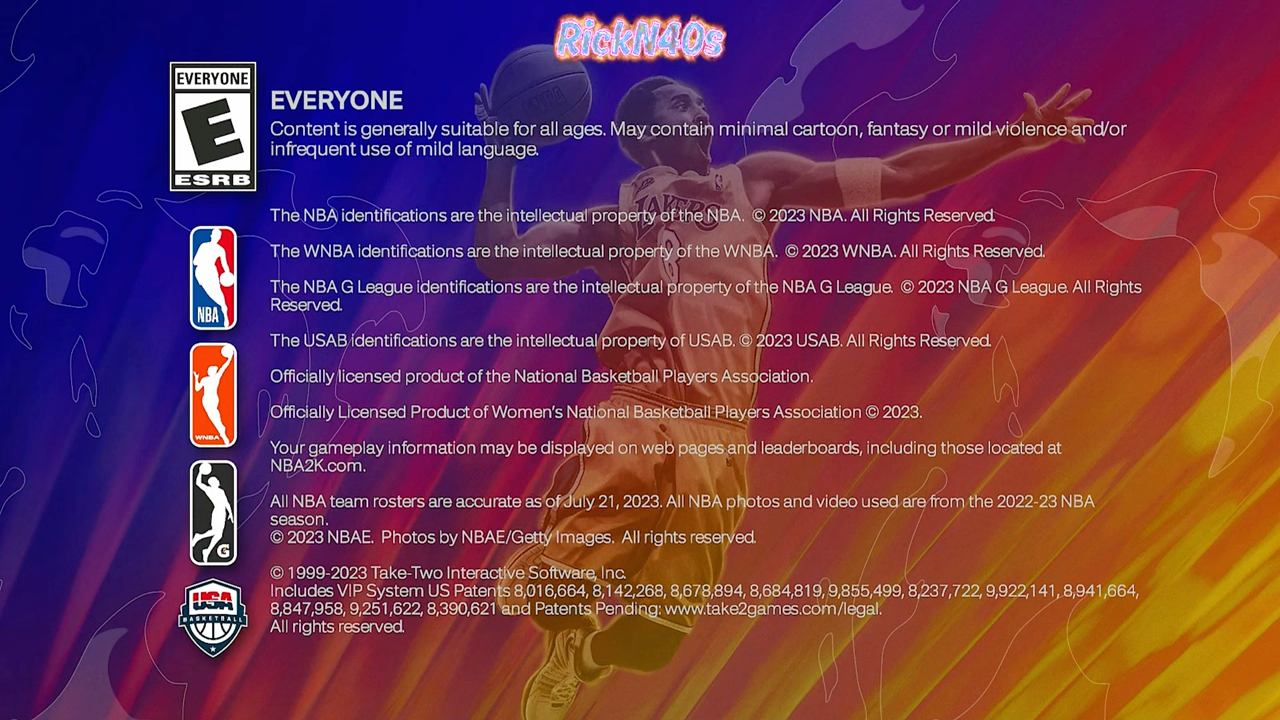 RickN40s
EVERYONE
E
ESRB
EVERYONE
Content is generally suitable for all ages. May contain minimal cartoon, fantasy or mild violence and/or
infrequent use of mild language.
LAKERS
8
The NBA identifications are the intellectual property of the NBA. © 2023 NBA. All Rights Reserved.
The WNBA identifications are the intellectual property of the WNBA. © 2023 WNBA. All Rights Reserved.
NBA
The NBA G League identifications are the intellectual property of the NBA G League. © 2023 NBA G League. All Rights
Reserved.
The USAB identifications are the intellectual property of USAB. © 2023 USAB. All Rights Reserved.
Officially licensed product of the National Basketball Players Association.
Officially Licensed Product of Women's National Basketball Players Association © 2023.
WNBA
Your gameplay information may be displayed on web pages and leaderboards, including those located at
NBA2K.com.
All NBA team rosters are accurate as of July 21, 2023. All NBA photos and video used are from the 2022-23 NBA
season.
© 2023 NBAE. Photos by NBAE/Getty Images. All rights reserved.
G
© 1999-2023 Take-Two Interactive Software, Inc.
Includes VIP System US Patents 8,016,664, 8,142,268, 8,678,894, 8,684,819, 9,855,499, 8,237,722, 9,922,141, 8,941,664,
8,847,958, 9,251,622, 8,390,621 and Patents Pending: www.take2games.com/legal.
All rights reserved.
USA
BASKETBALL